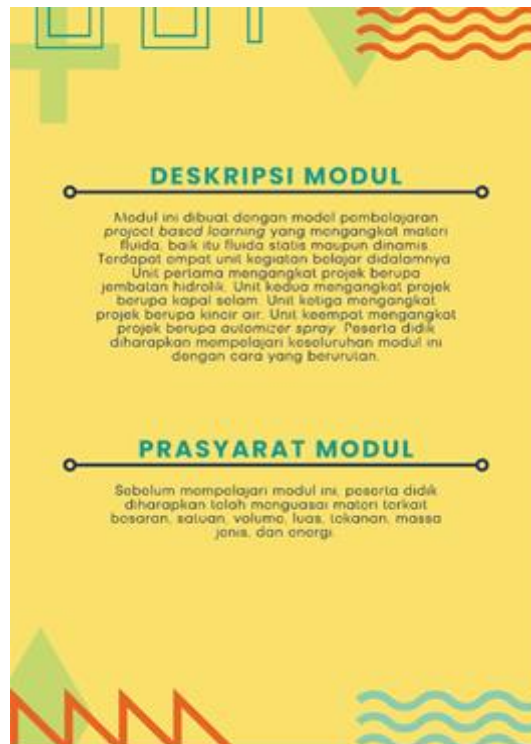 DESKRIPSI MODUL
Modul ini dibuat dengan model pembelajaran
project based learning yang mengangkat materi
fluida, baik itu fluida statis maupun dinamis.
Terdapat empat unit kegiatan belajar didalamnya
Unit pertama mengangkat projek berupa
jembatan hidrolik. Unit kedua mengangkat projek
berupa kapal selam. Unit ketiga mengangkat
projek berupa kincir air. Unit keempat mengangkat
projek berupa automizer spray. Peserta didik
diharapkan mempelajari keseluruhan modul ini
dengan cara yang berurutan.
PRASYARAT MODUL
Sebelum mempelajari modul ini, peserta didik
diharapkan telah menguasai materi terkait
besaran, satuan, volume, luas, tekanan, massa
jenis, dan energi.